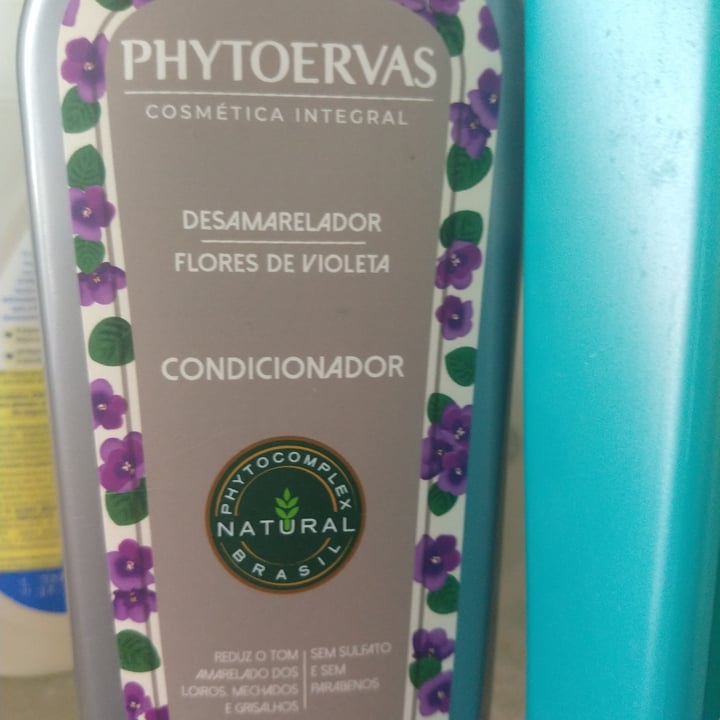 PHYTOERVAS
COSMÉTICA INTEGRAL
DESAMARELADOR
FLORES DE VIOLETA
CONDICIONADOR
PHYTOCOMPLEX
NATURAL
BRASIL
REDUZ O TOM
AMARELADO DOS
LOIROS, MECHADOS
E GRISALHOS
SEM SULFATO
E SEM
PARABENOS